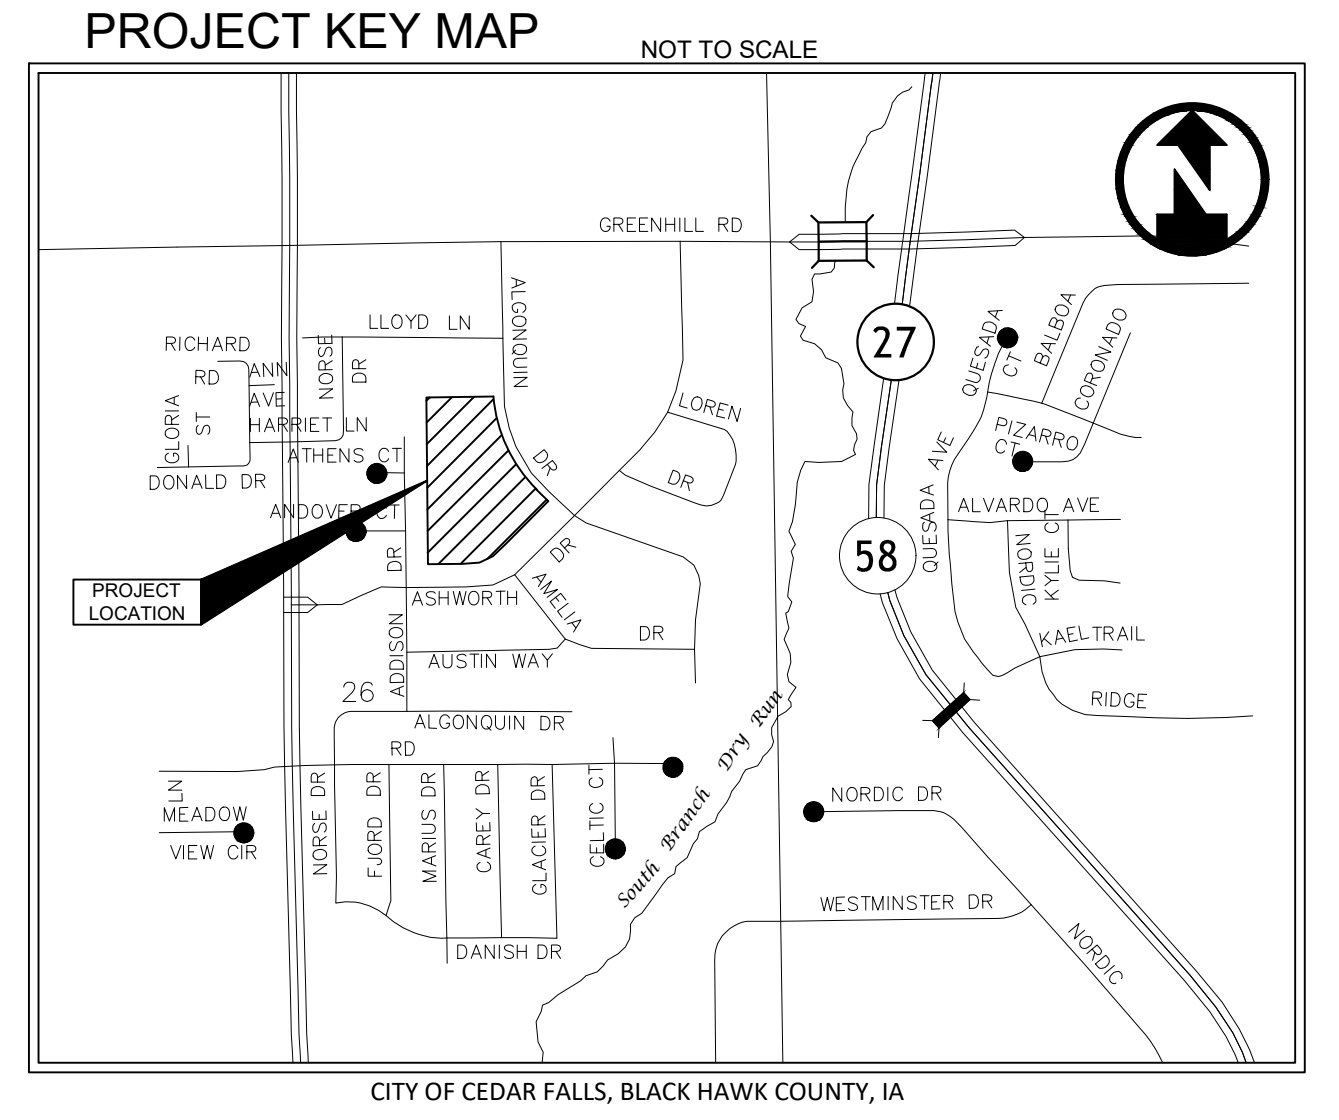 PROJECT KEY MAP
NOT TO SCALE
N
GREENHILL RD
ALGONQUIN
DR
LLOYD LN
RICHARD
RD
ANN
AVE
NORSE
DR
GLORIA
ST
HARRIET LN
DONALD DR
ATHENS CT
ANDOVER CT
LOREN
DR
27
QUESADA
CT
BALBOA
CORONADO
PIZARRO
CT
QUESADA AVE
ALVARDO AVE
NORDIC
KYLIE CT
58
PROJECT
LOCATION
DR
ADDISON
ASHWORTH
DR
AMELIA
DR
AUSTIN WAY
KAEL TRAIL
RIDGE
26
ALGONQUIN DR
RD
LN
MEADOW
VIEW CIR
NORSE DR
FJORD DR
MARIUS DR
CAREY DR
GLACIER DR
CELTIC CT
DANISH DR
South Branch Dry Run
NORDIC DR
WESTMINSTER DR
NORDIC
CITY OF CEDAR FALLS, BLACK HAWK COUNTY, IA